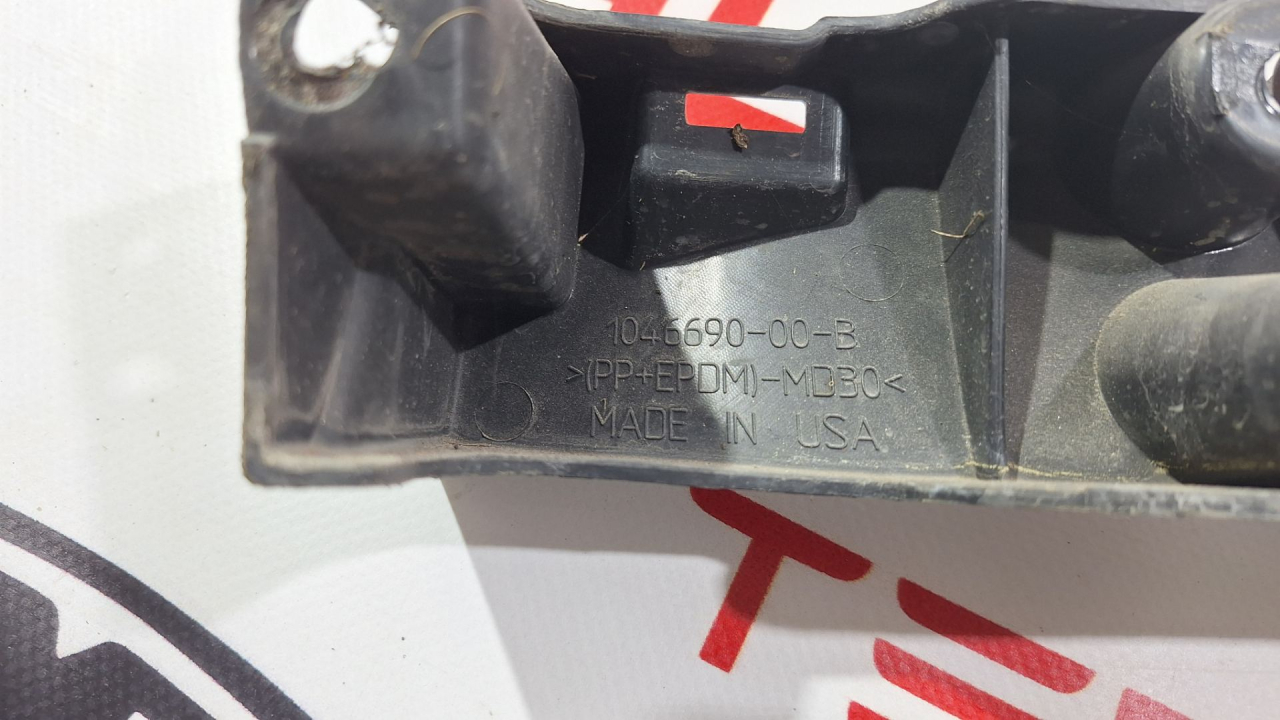 1046690-00-B
>(PP+EPDM)-MD30<
MADE IN USA